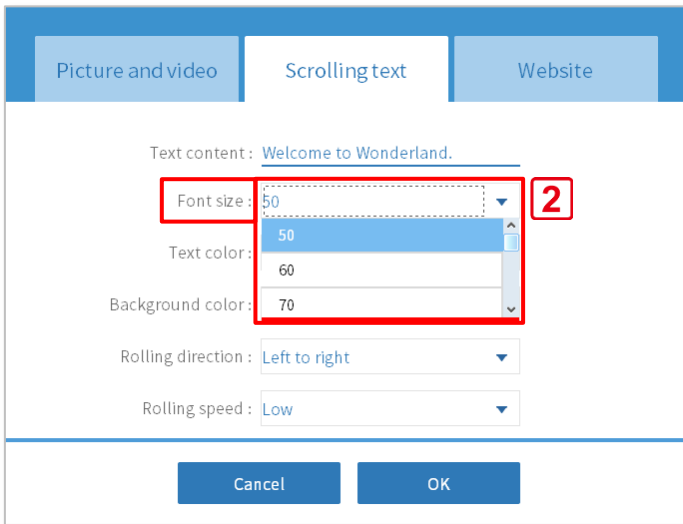 Picture and video Scrolling text Website
Text content : Welcome to Wonderland.
Font size : 50
2
50
Text color :
60
Background color :
70
Rolling direction : Left to right
Rolling speed : Low
Cancel OK